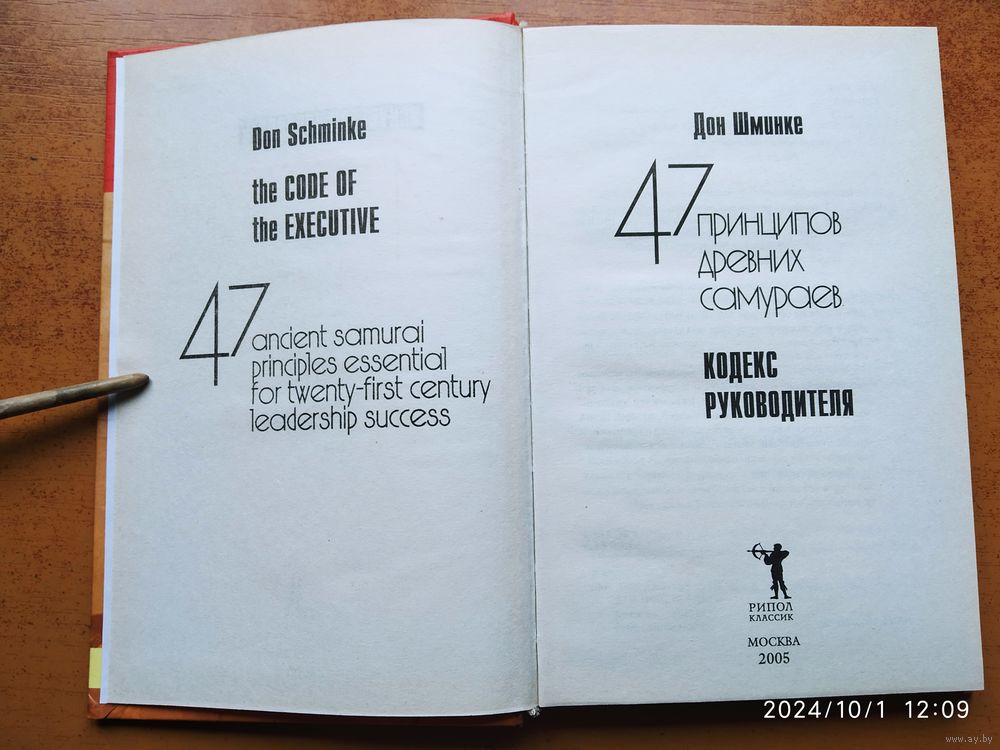 Don Schminke
the CODE OF
the EXECUTIVE
47
ancient samurai
principles essential
for twenty-first century
leadership success
Дон Шминке
47
принципов
древних
самураев
КОДЕКС
РУКОВОДИТЕЛЯ
РИПОЛ
КЛАССИК
МОСКВА
2005
2024/10/1 12:09
www.ay.by